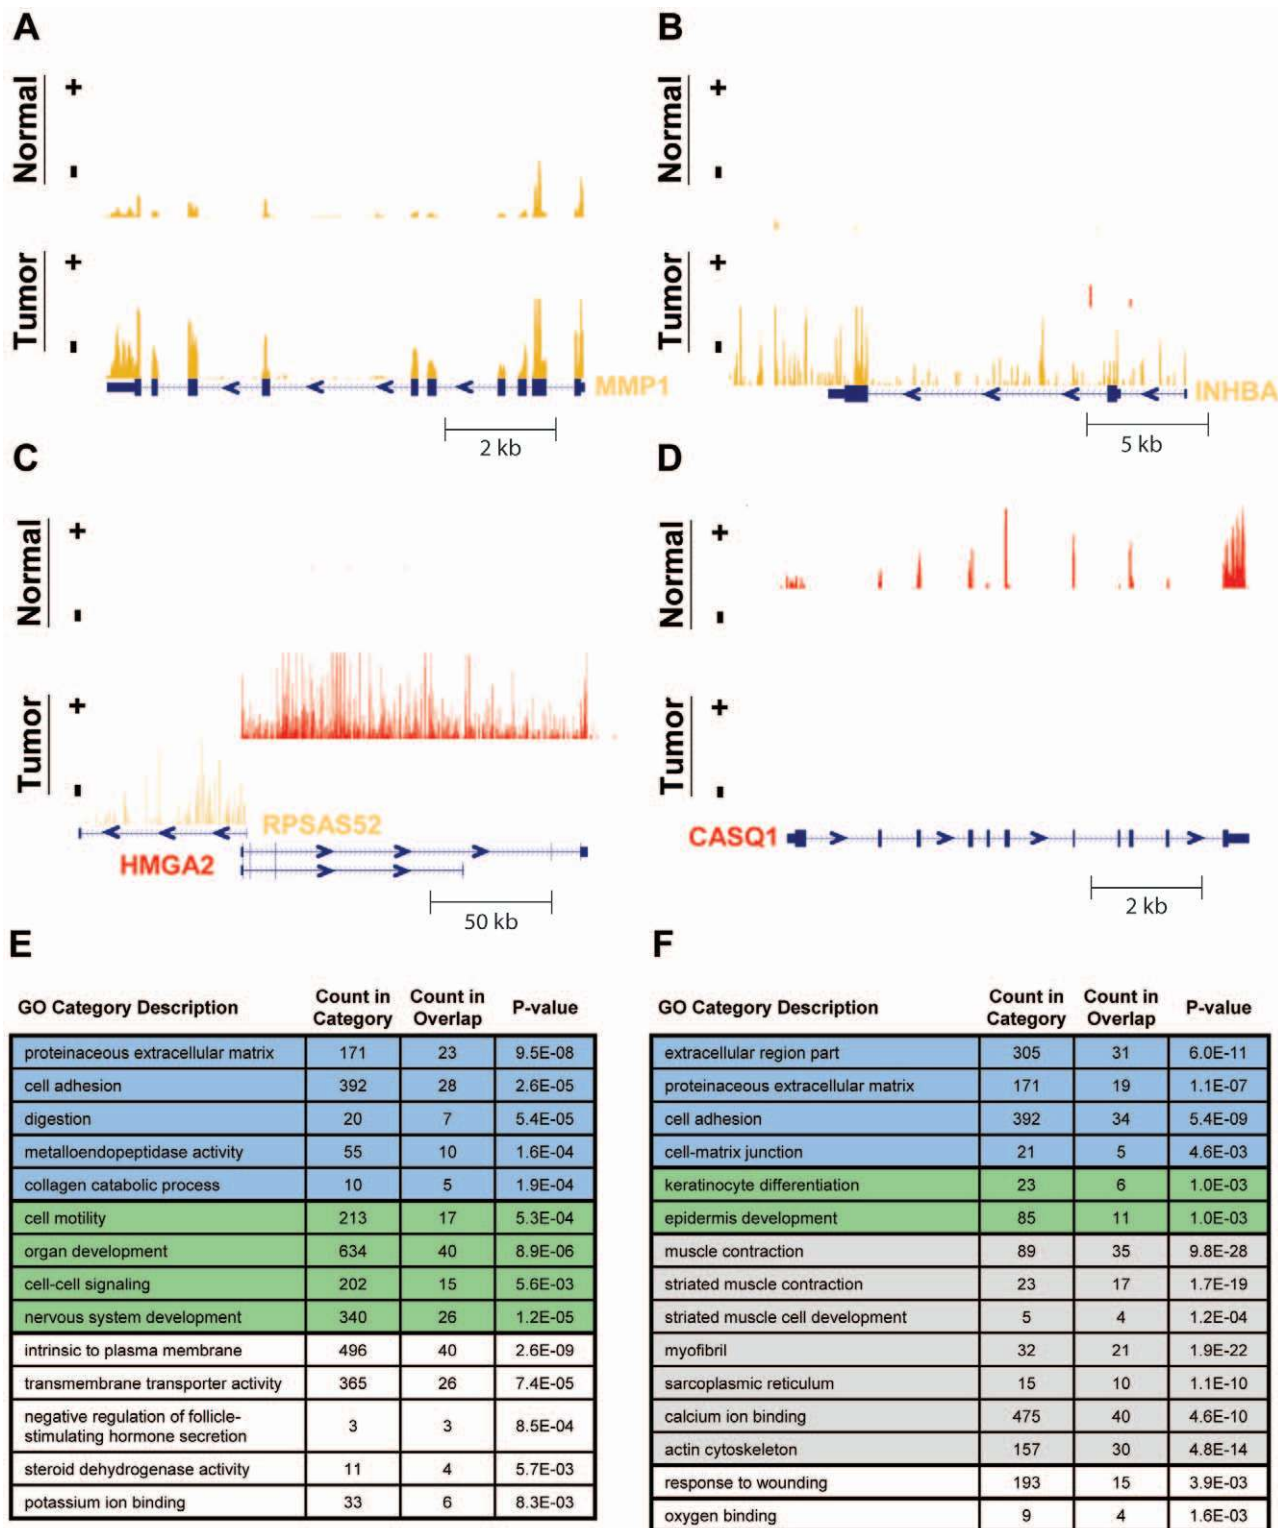 A
B
Normal
+
-
Tumor
+
-
MMP1
2 kb
Normal
+
-
Tumor
+
-
INHBA
5 kb
C
D
Normal
+
-
Tumor
+
-
RPSAS52
HMGA2
50 kb
Normal
+
-
Tumor
+
-
CASQ1
2 kb
E
GO Category Description Count in Category Count in Overlap P-value
proteinaceous extracellular matrix 171 23 9.5E-08
cell adhesion 392 28 2.6E-05
digestion 20 7 5.4E-05
metalloendopeptidase activity 55 10 1.6E-04
collagen catabolic process 10 5 1.9E-04
cell motility 213 17 5.3E-04
organ development 634 40 8.9E-06
cell-cell signaling 202 15 5.6E-03
nervous system development 340 26 1.2E-05
intrinsic to plasma membrane 496 40 2.6E-09
transmembrane transporter activity 365 26 7.4E-05
negative regulation of follicle-
stimulating hormone secretion 3 3 8.5E-04
steroid dehydrogenase activity 11 4 5.7E-03
potassium ion binding 33 6 8.3E-03
F
GO Category Description Count in Category Count in Overlap P-value
extracellular region part 305 31 6.0E-11
proteinaceous extracellular matrix 171 19 1.1E-07
cell adhesion 392 34 5.4E-09
cell-matrix junction 21 5 4.6E-03
keratinocyte differentiation 23 6 1.0E-03
epidermis development 85 11 1.0E-03
muscle contraction 89 35 9.8E-28
striated muscle contraction 23 17 1.7E-19
striated muscle cell development 5 4 1.2E-04
myofibril 32 21 1.9E-22
sarcoplasmic reticulum 15 10 1.1E-10
calcium ion binding 475 40 4.6E-10
actin cytoskeleton 157 30 4.8E-14
response to wounding 193 15 3.9E-03
oxygen binding 9 4 1.6E-03